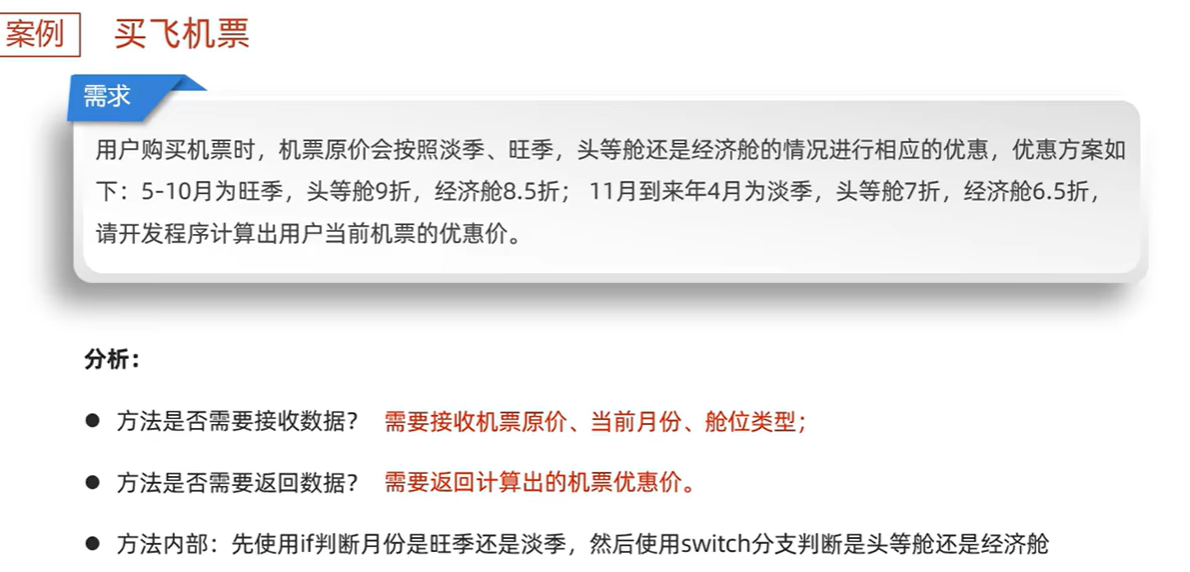 案例 买飞机票
需求
用户购买机票时，机票原价会按照淡季、旺季，头等舱还是经济舱的情况进行相应的优惠，优惠方案如
下：5-10月为旺季，头等舱9折，经济舱8.5折； 11月到来年4月为淡季，头等舱7折，经济舱6.5折，
请开发程序计算出用户当前机票的优惠价。
分析：
● 方法是否需要接收数据？ 需要接收机票原价、当前月份、舱位类型；
● 方法是否需要返回数据？ 需要返回计算出的机票优惠价。
● 方法内部：先使用if判断月份是旺季还是淡季，然后使用switch分支判断是头等舱还是经济舱